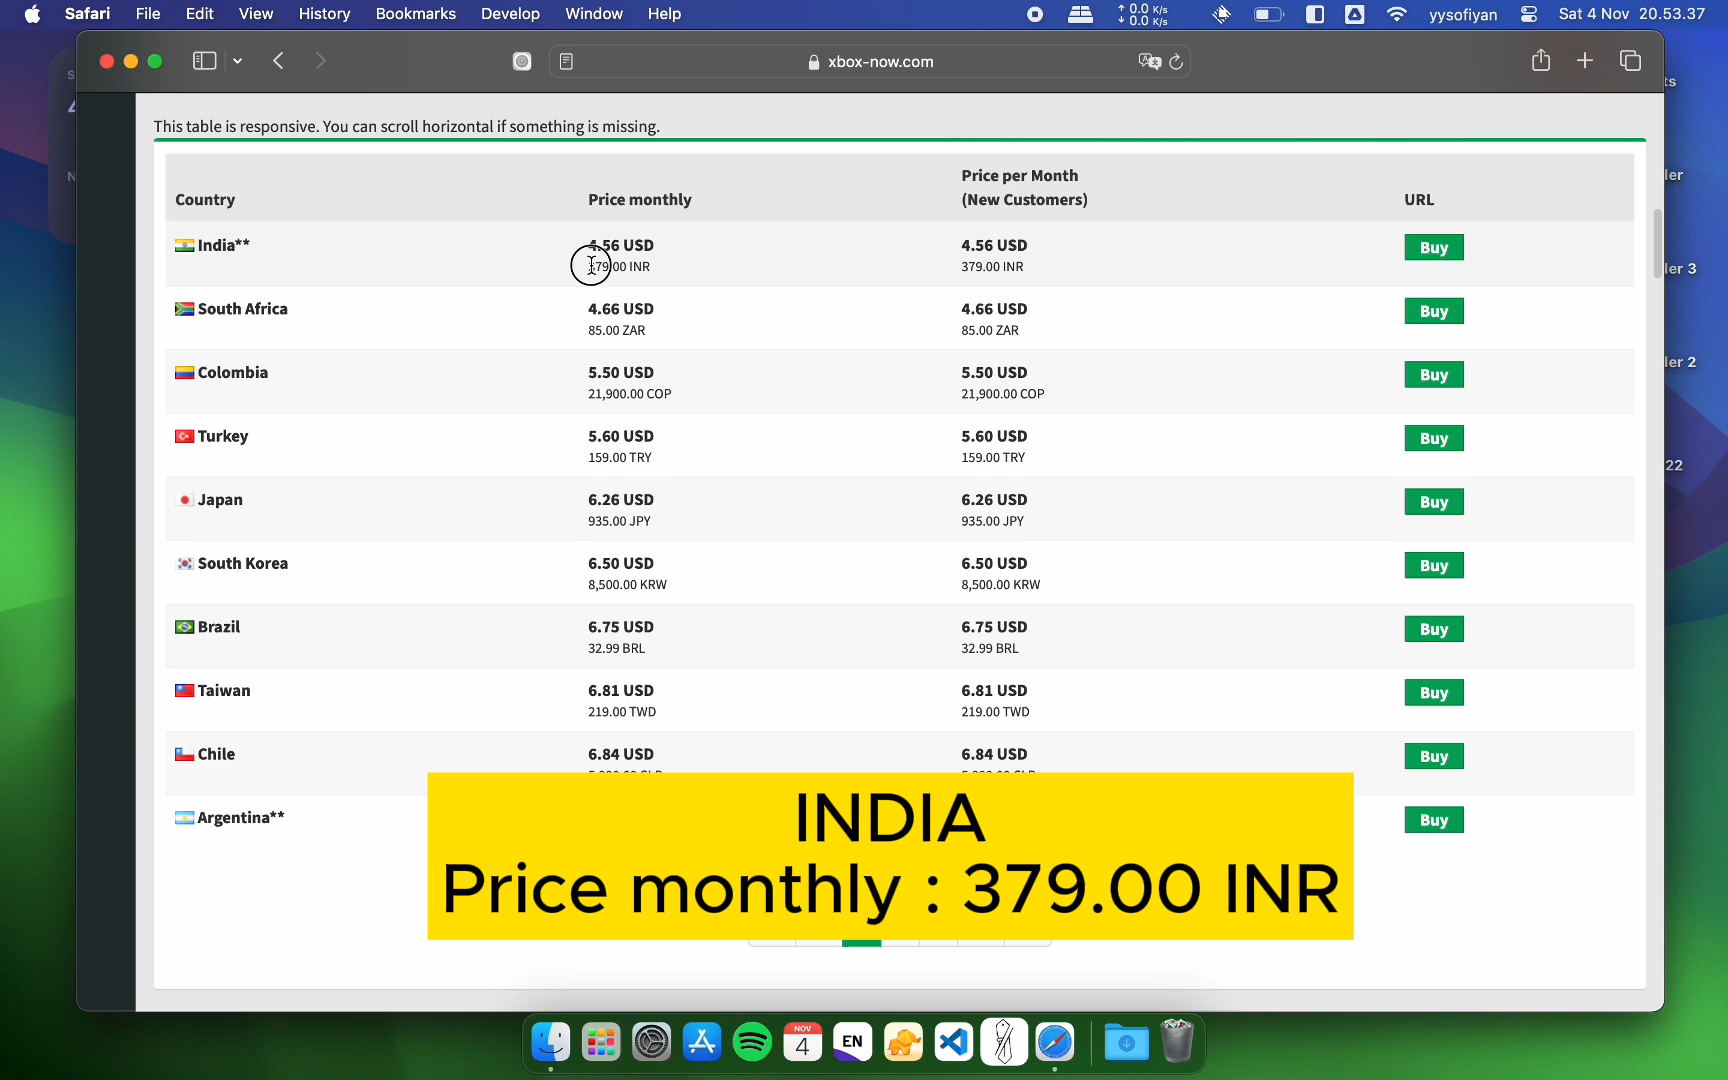 Safari File Edit View History Bookmarks Develop Window Help
0.0 K/s
0.0 K/s
yysofiyan Sat 4 Nov 20.53.37
xbox-now.com
This table is responsive. You can scroll horizontal if something is missing.
Country Price monthly Price per Month (New Customers) URL
India** 4.56 USD 4.56 USD Buy
379.00 INR 379.00 INR
South Africa 4.66 USD 4.66 USD Buy
85.00 ZAR 85.00 ZAR
Colombia 5.50 USD 5.50 USD Buy
21,900.00 COP 21,900.00 COP
Turkey 5.60 USD 5.60 USD Buy
159.00 TRY 159.00 TRY
Japan 6.26 USD 6.26 USD Buy
935.00 JPY 935.00 JPY
South Korea 6.50 USD 6.50 USD Buy
8,500.00 KRW 8,500.00 KRW
Brazil 6.75 USD 6.75 USD Buy
32.99 BRL 32.99 BRL
Taiwan 6.81 USD 6.81 USD Buy
219.00 TWD 219.00 TWD
Chile 6.84 USD 6.84 USD Buy
Argentina** Buy
INDIA
Price monthly : 379.00 INR
ts
ler
ler 3
ler 2
22
NOV
4
EN